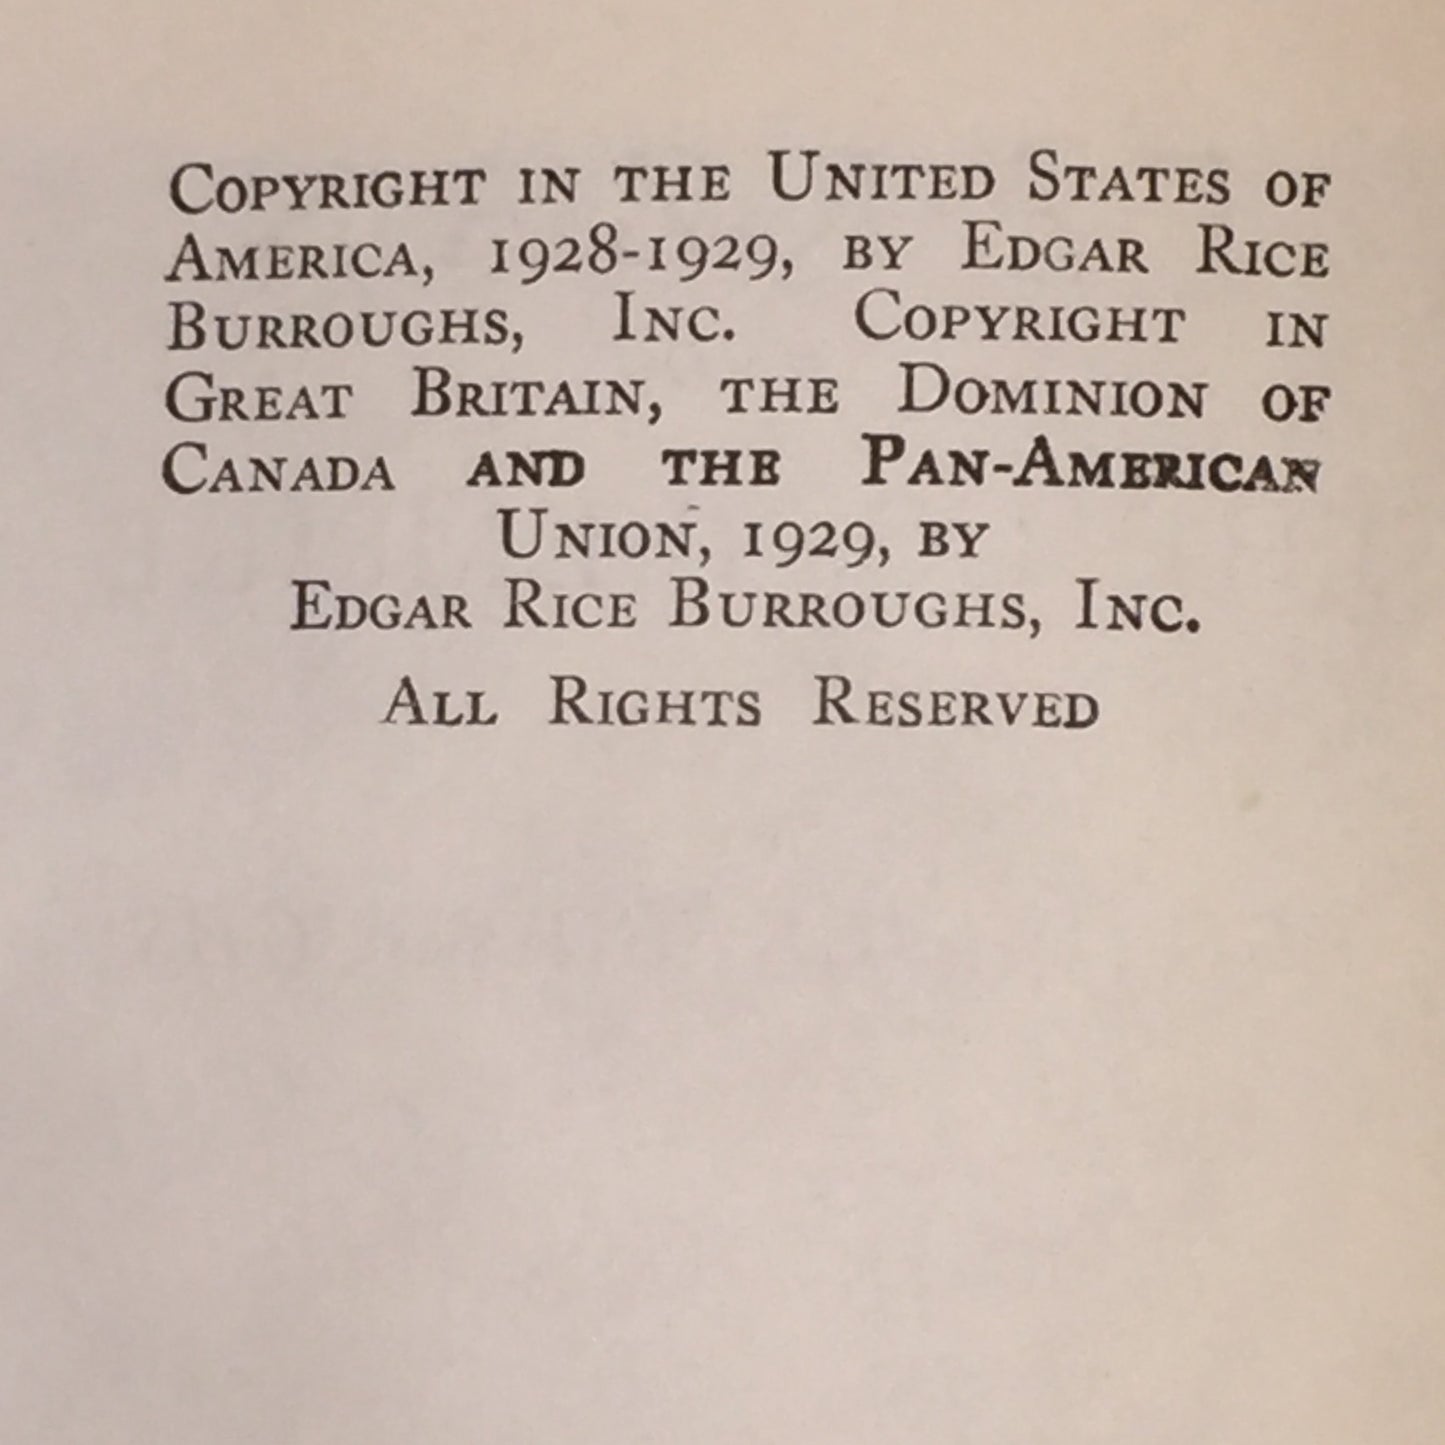 Copyright in the United States of
America, 1928-1929, by Edgar Rice
Burroughs, Inc. Copyright in
Great Britain, the Dominion of
Canada and the Pan-American
Union, 1929, by
Edgar Rice Burroughs, Inc.
All Rights Reserved